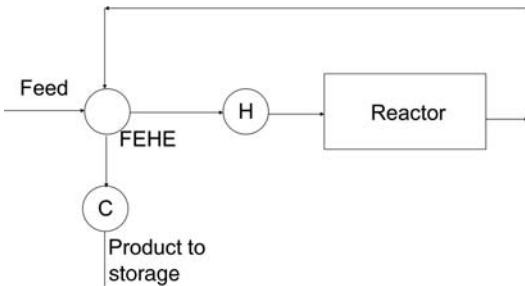 Feed
H
Reactor
FEHE
C
Product to
storage